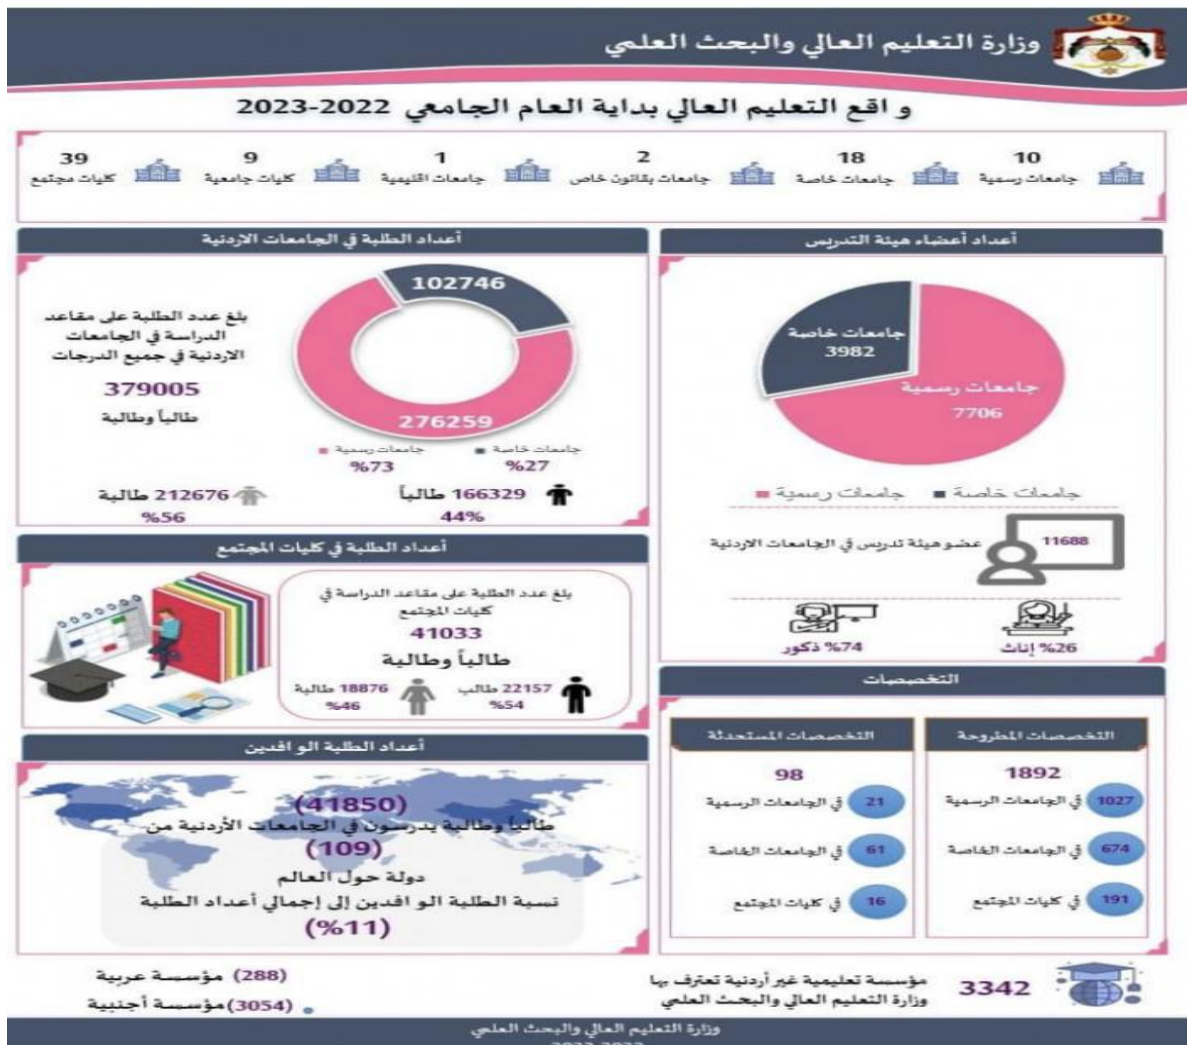 وزارة التعليم العالي والبحث العلمي
و اقع التعليم العالي بداية العام الجامعي 2022-2023
10
جامعات رسمية
18
جامعات خاصة
2
جامعات بقانون خاص
1
جامعات اقليمية
9
كليات جامعية
39
كليات مجتمع
أعداد أعضاء هيئة التدريس
جامعات خاصة
3982
جامعات رسمية
7706
جامعات خاصة
جامعات رسمية
11688
عضو هيئة تدريس في الجامعات الاردنية
%26 إناث
%74 ذكور
التخصصات
التخصصات المطروحة
1892
1027 في الجامعات الرسمية
674 في الجامعات الخاصة
191 في كليات المجتمع
التخصصات المستحدثة
98
21 في الجامعات الرسمية
61 في الجامعات الخاصة
16 في كليات المجتمع
أعداد الطلبة في الجامعات الاردنية
102746
276259
جامعات خاصة
%27
جامعات رسمية
%73
بلغ عدد الطلبة على مقاعد
الدراسة في الجامعات
الاردنية في جميع الدرجات
379005
طالباً وطالبة
166329 طالباً
44%
212676 طالبة
%56
أعداد الطلبة في كليات المجتمع
بلغ عدد الطلبة على مقاعد الدراسة في
كليات المجتمع
41033
طالباً وطالبة
22157 طالب
%54
18876 طالبة
%46
أعداد الطلبة الو افدين
(41850)
طالباً وطالبة يدرسون في الجامعات الأردنية من
(109)
دولة حول العالم
نسبة الطلبة الو افدين إلى إجمالي أعداد الطلبة
(%11)
3342
مؤسسة تعليمية غير أردنية تعترف بها
وزارة التعليم العالي والبحث العلمي
(288) مؤسسة عربية
(3054) مؤسسة أجنبية
وزارة التعليم العالي والبحث العلمي